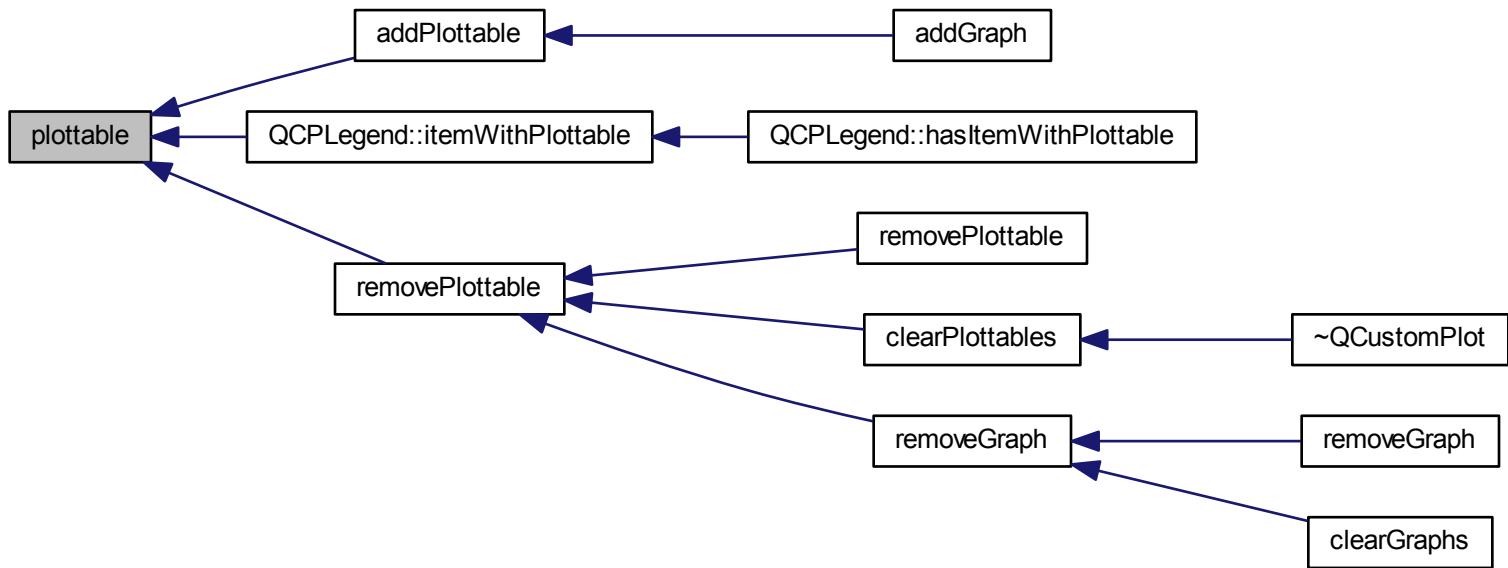 addPlottable
addGraph
plottable
QCPLegend::itemWithPlottable
QCPLegend::hasItemWithPlottable
removePlottable
removePlottable
clearPlottables
~QCustomPlot
removeGraph
removeGraph
clearGraphs